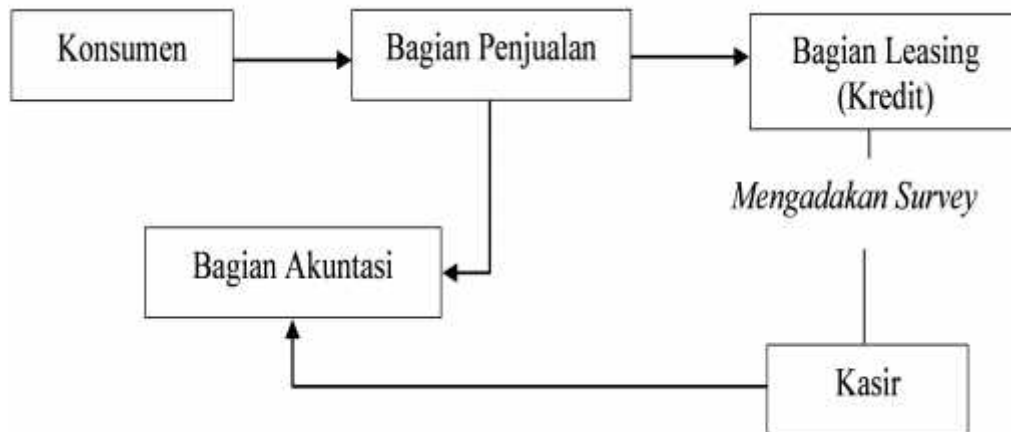 Konsumen
Bagian Penjualan
Bagian Leasing
(Kredit)
Mengadakan Survey
Bagian Akuntasi
Kasir